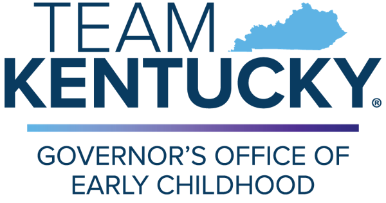 TEAM
KENTUCKY®
GOVERNOR'S OFFICE OF
EARLY CHILDHOOD